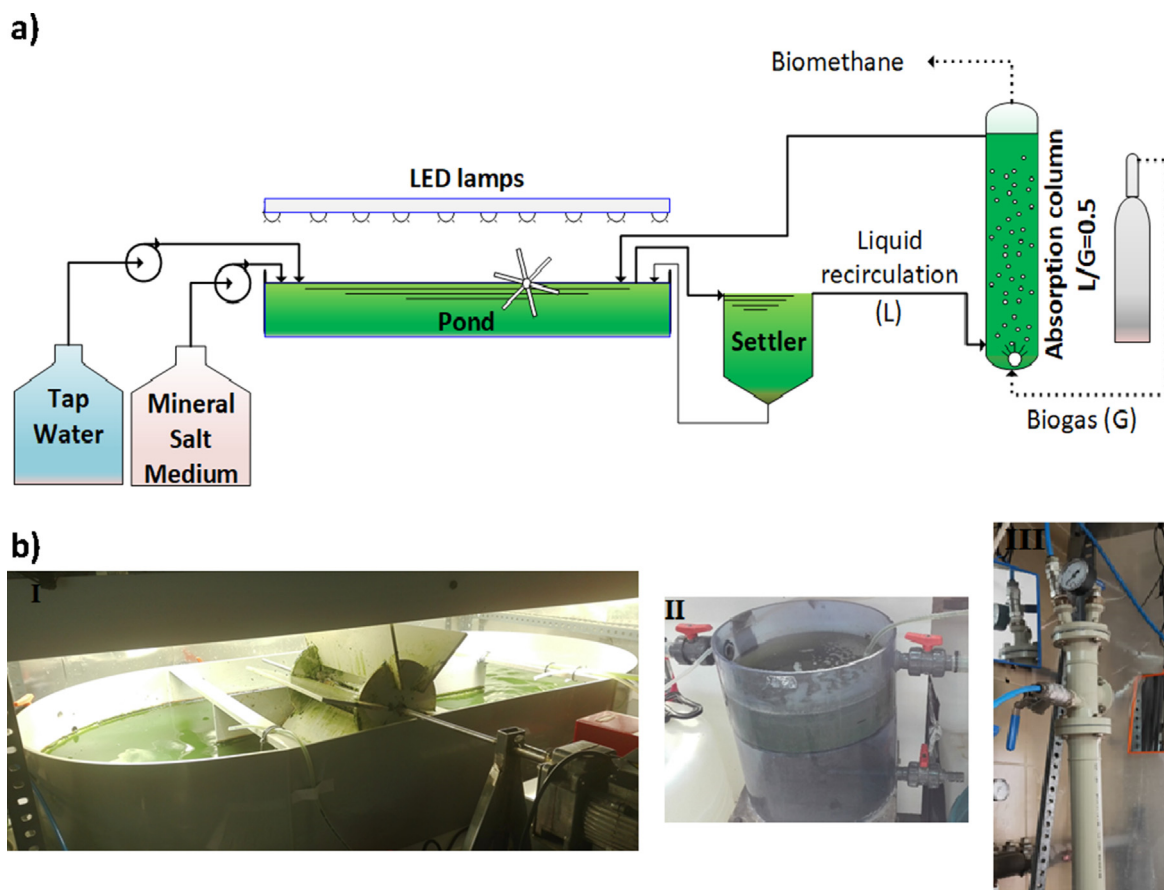 a)
Biomethane
LED lamps
Liquid
recirculation
(L)
Absorption column
L/G=0.5
Pond
Settler
Tap
Water
Mineral
Salt
Medium
Biogas (G)
b)
I
II
III